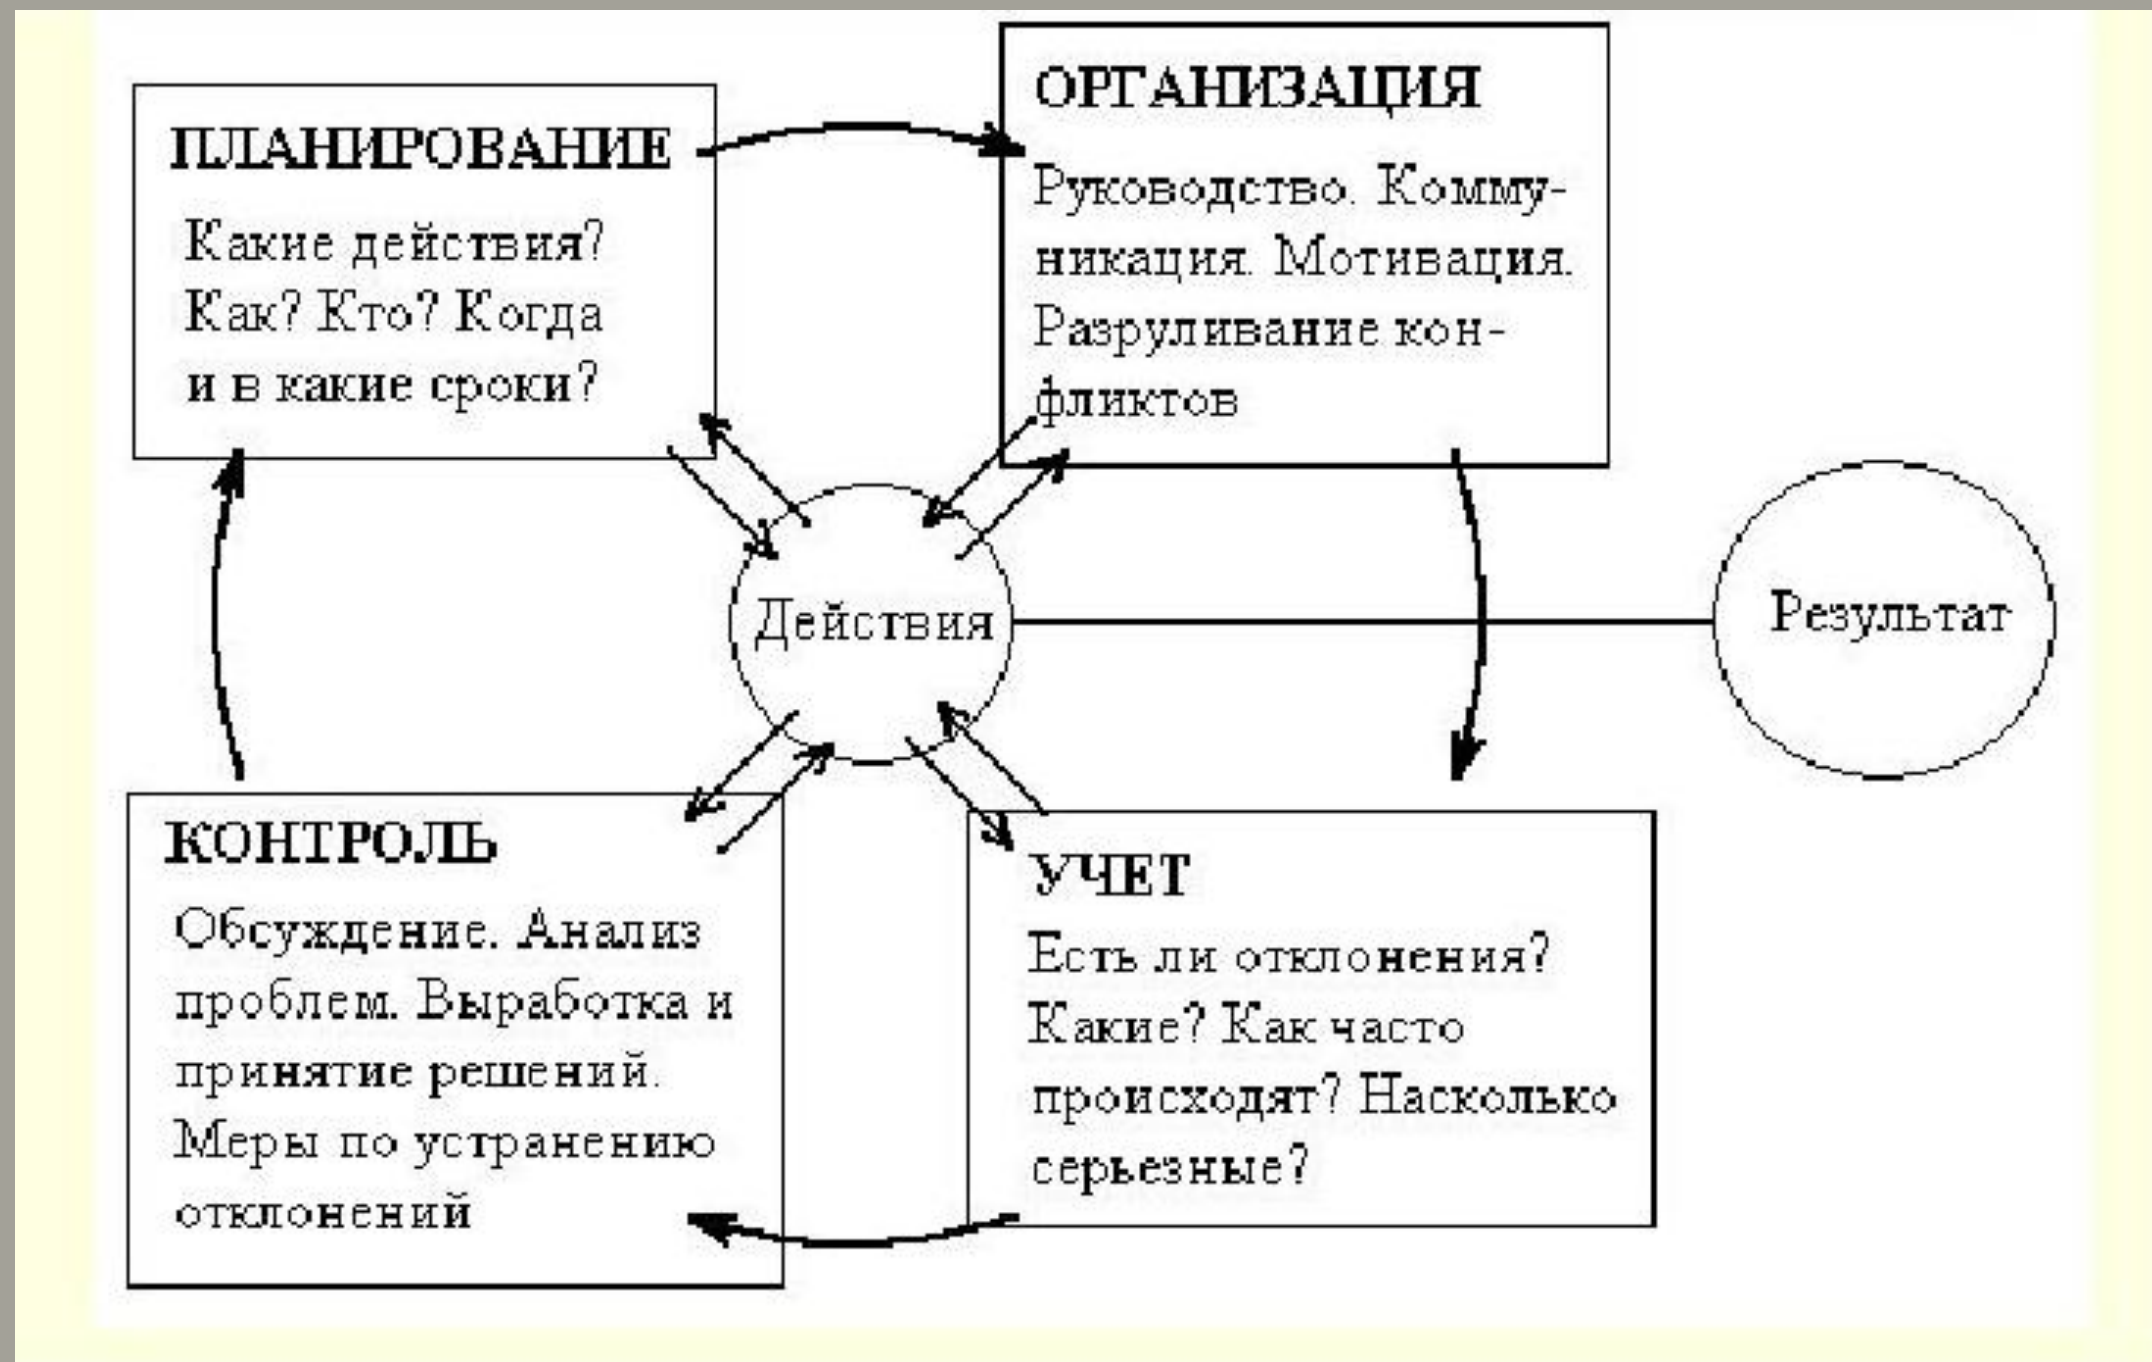 ПЛАНИРОВАНИЕ
Какие действия?
Как? Кто? Когда
и в какие сроки?
ОРГАНИЗАЦИЯ
Руководство. Комму-
никация. Мотивация.
Разруливание кон-
фликтов
Действия
Результат
КОНТРОЛЬ
Обсуждение. Анализ
проблем. Выработка и
принятие решений.
Меры по устранению
отклонений
УЧЕТ
Есть ли отклонения?
Какие? Как часто
происходят? Насколько
серьезные?